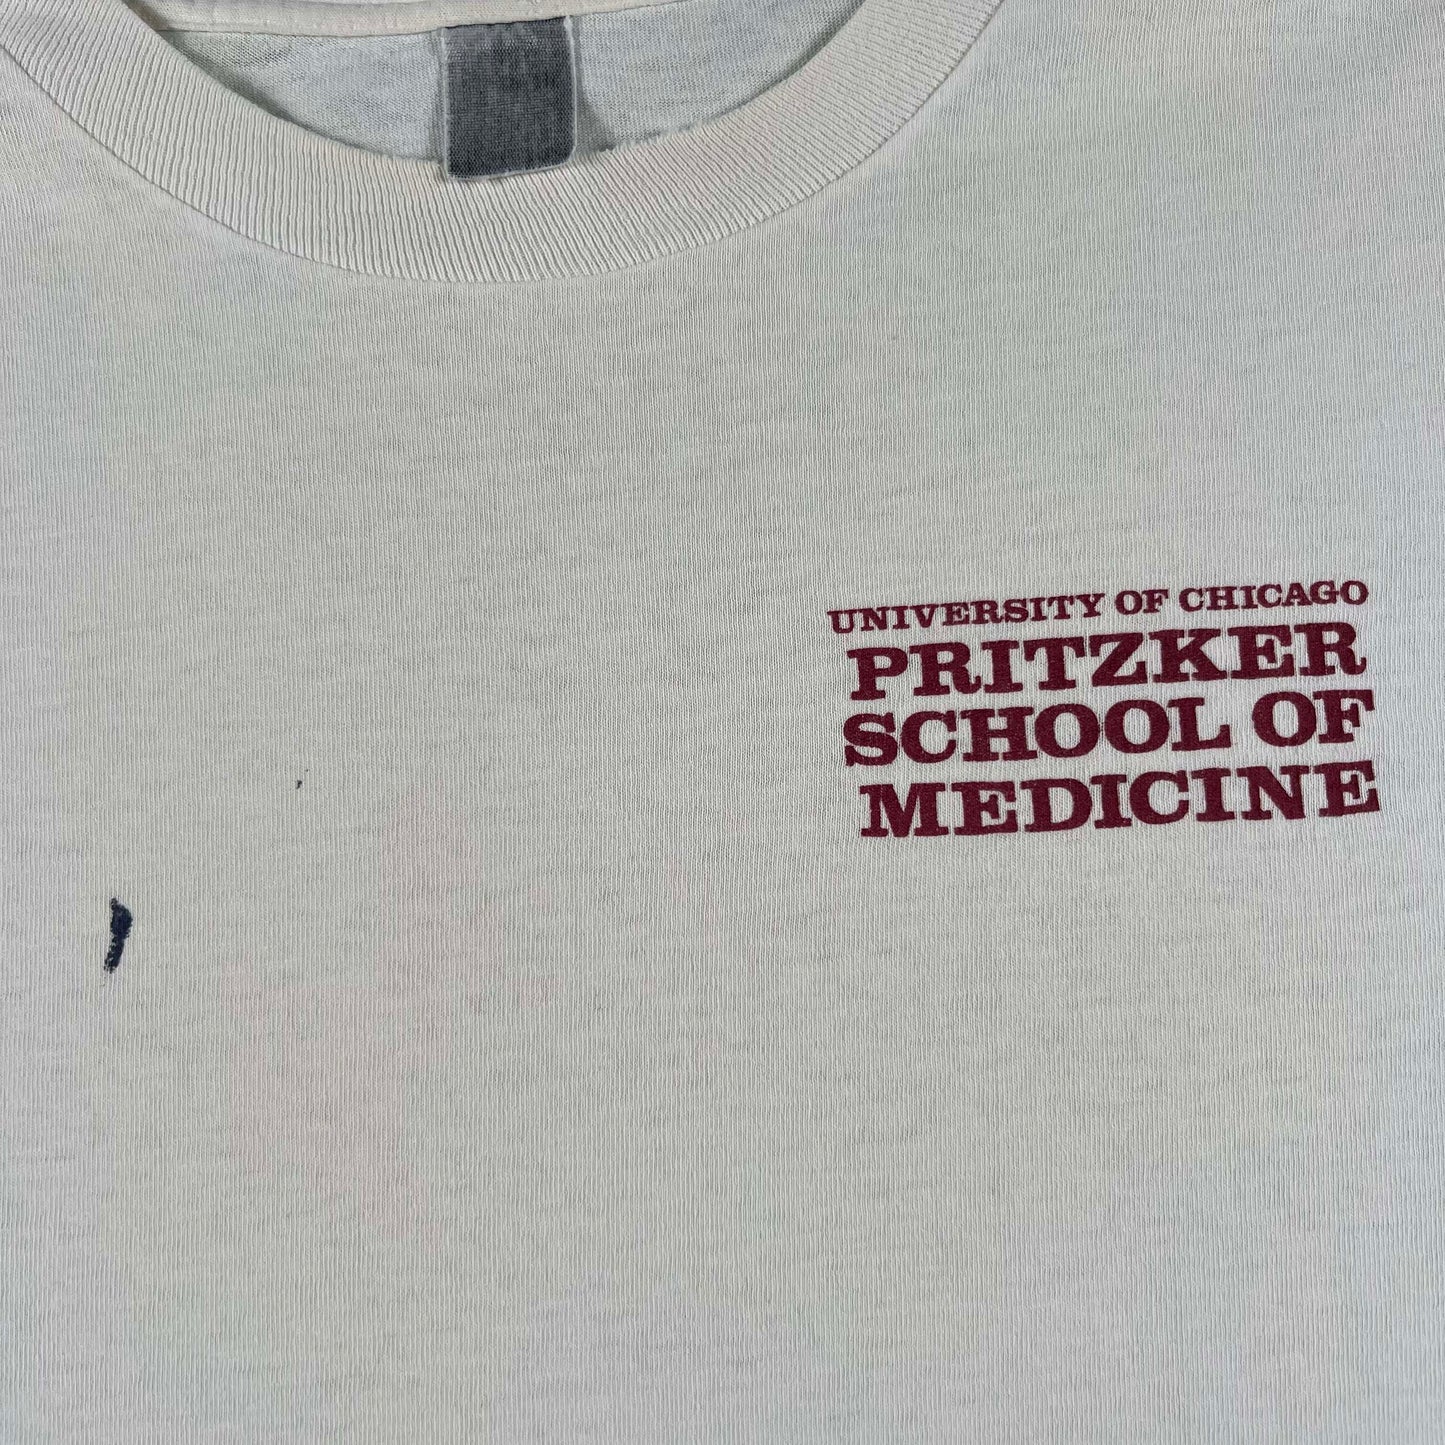 UNIVERSITY OF CHICAGO
PRITZKER
SCHOOL OF
MEDICINE